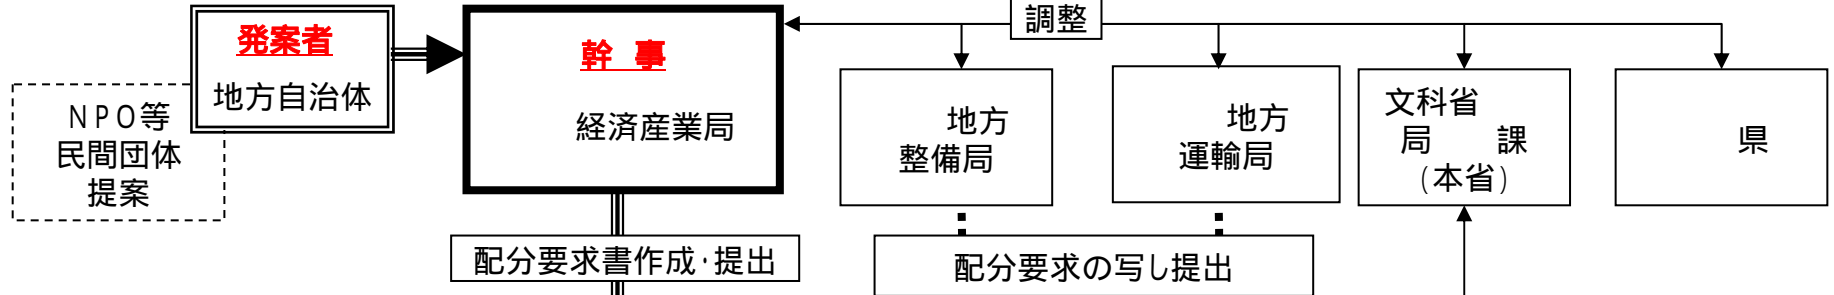 発案者
地方自治体
NPO等
民間団体
提案
幹 事
経済産業局
調整
地方
整備局
地方
運輸局
文科省
局 課
(本省)
県
配分要求書作成・提出
配分要求の写し提出